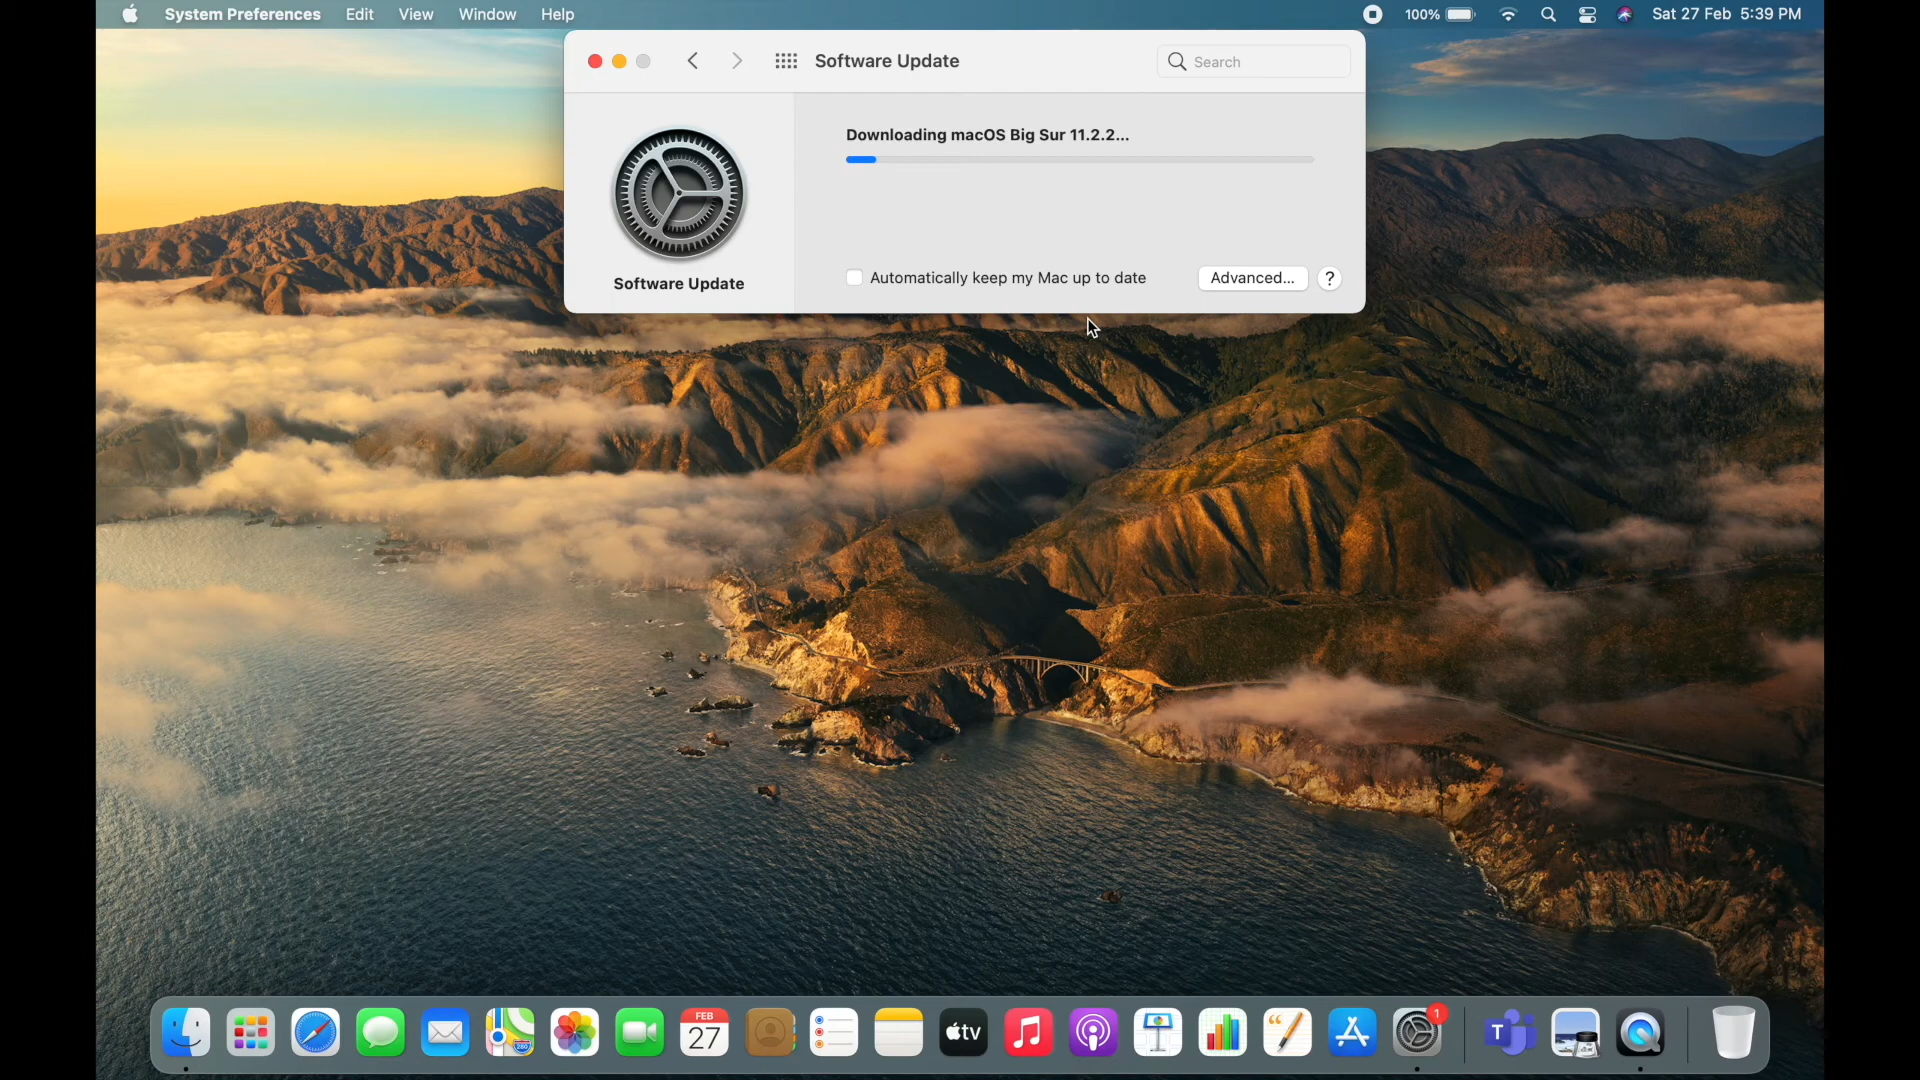 System Preferences Edit View Window Help
100% Sat 27 Feb 5:39 PM
Software Update
Search
Downloading macOS Big Sur 11.2.2...
Software Update
Automatically keep my Mac up to date
Advanced...
?
FEB
27
280
tv
1
T